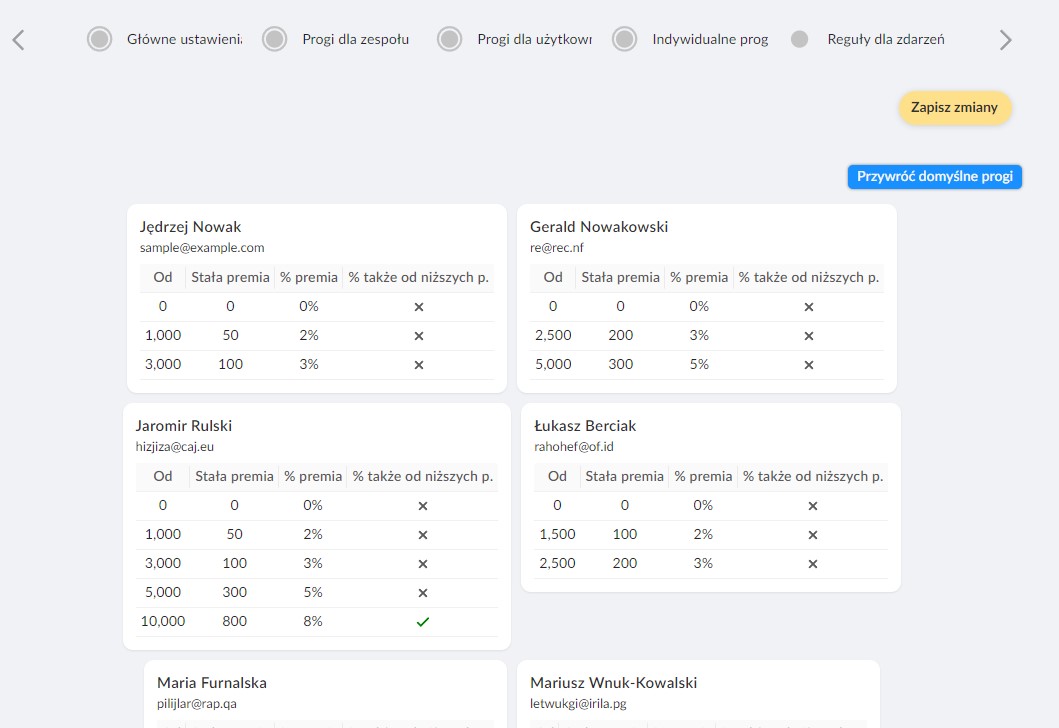 Główne ustawieni
Progi dla zespołu
Progi dla użytkown
Indywidualne prog
Reguły dla zdarzeń
Zapisz zmiany
Przywróć domyślne progi
Jędrzej Nowak
sample@example.com
Od Stała premia % premia % także od niższych p.
0 0 0% ×
1,000 50 2% ×
3,000 100 3% ×
Gerald Nowakowski
re@rec.nf
Od Stała premia % premia % także od niższych p.
0 0 0% ×
2,500 200 3% ×
5,000 300 5% ×
Jaromir Rulski
hizjiza@caj.eu
Od Stała premia % premia % także od niższych p.
0 0 0% ×
1,000 50 2% ×
3,000 100 3% ×
5,000 300 5% ×
10,000 800 8% ✓
Łukasz Berciak
rahohef@of.id
Od Stała premia % premia % także od niższych p.
0 0 0% ×
1,500 100 2% ×
2,500 200 3% ×
Maria Furnalska
pilijlar@rap.qa
Mariusz Wnuk-Kowalski
letwukgi@irila.pg